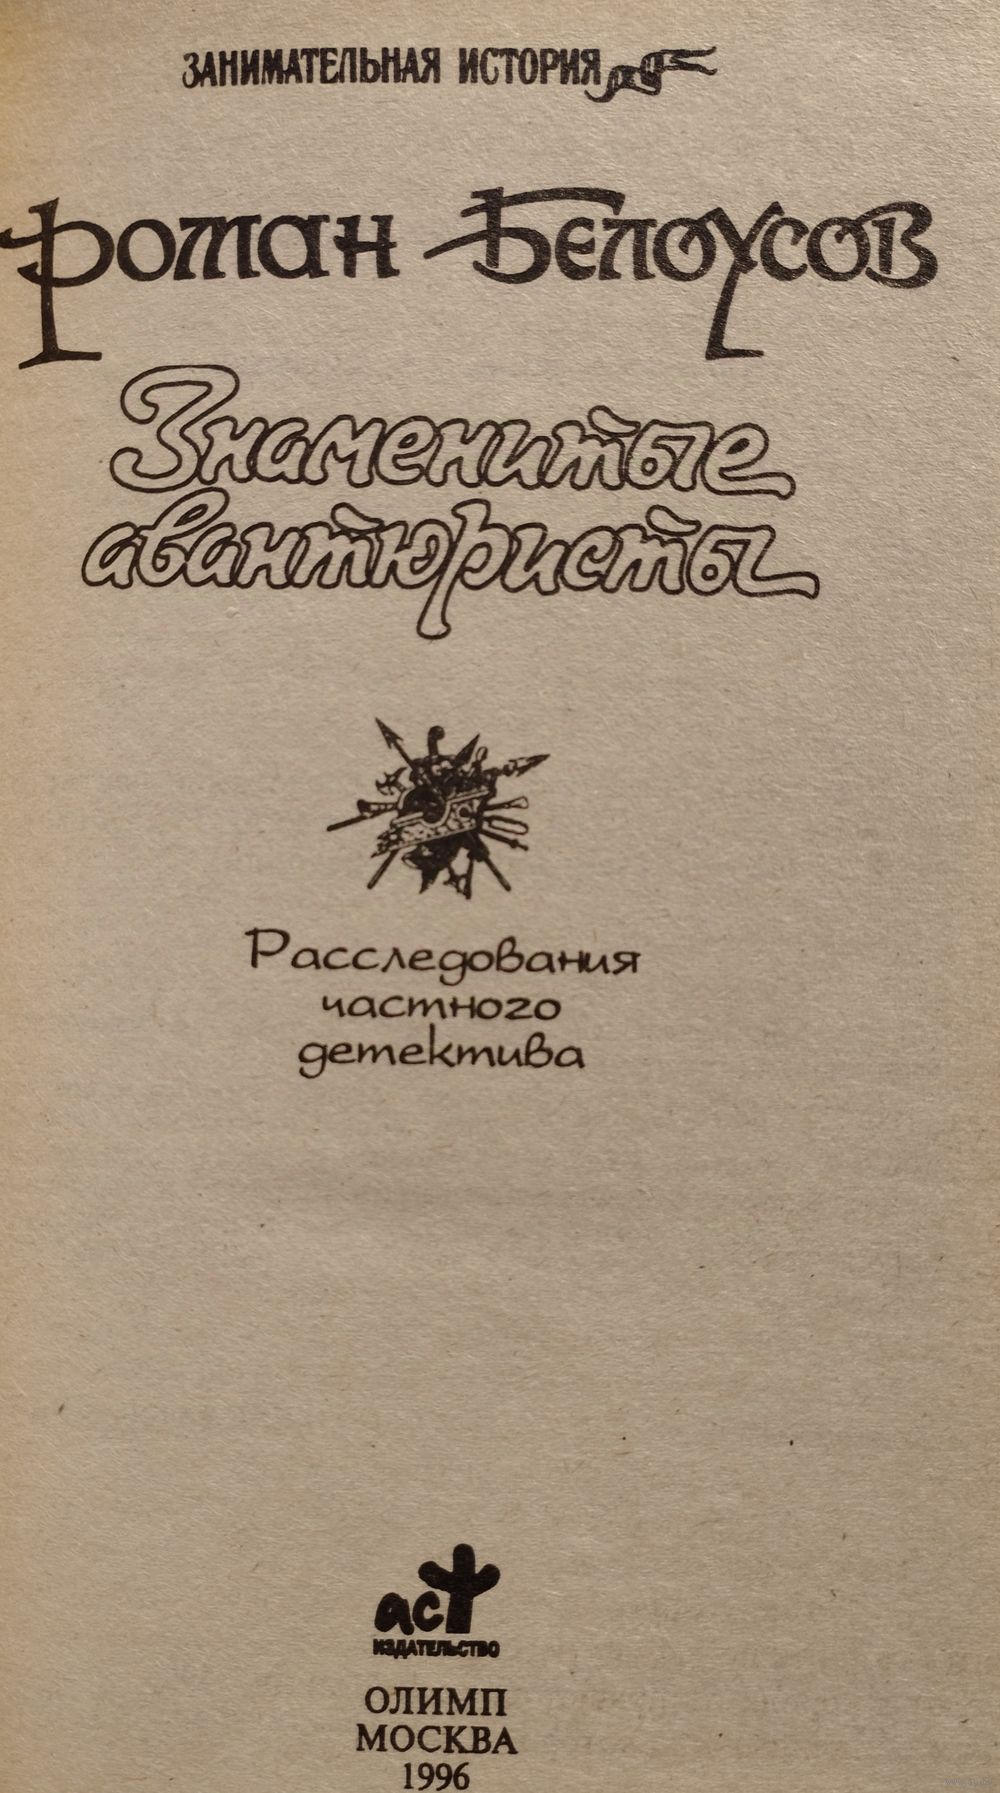 ЗАНИМАТЕЛЬНАЯ ИСТОРИЯ
Роман Белоусов
Знаменитые
авантюристы
Расследования
частного
детектива
аст
ИЗДАТЕЛЬСТВО
ОЛИМП
МОСКВА
1996